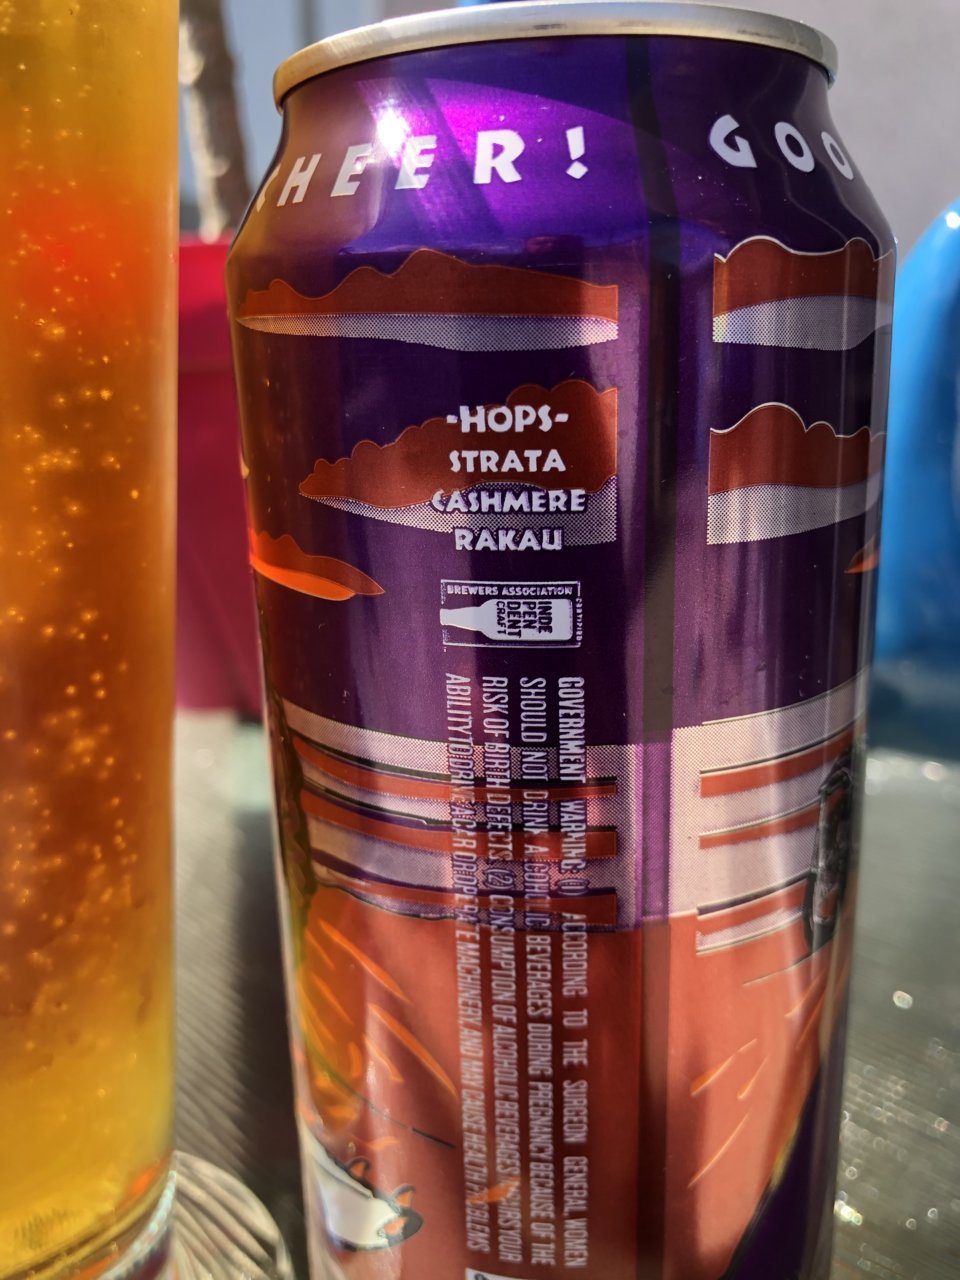 CHEER! GOO
-HOPS-
STRATA
CASHMERE
RAKAU
BREWERS ASSOCIATION
CERTIFIED
INDE
PEN
DENT
CRAFT
GOVERNMENT WARNING: (1) ACCORDING TO THE SURGEON GENERAL, WOMEN
SHOULD NOT DRINK ALCOHOLIC BEVERAGES DURING PREGNANCY BECAUSE OF THE
RISK OF BIRTH DEFECTS. (2) CONSUMPTION OF ALCOHOLIC BEVERAGES IMPAIRS YOUR
ABILITY TO DRIVE A CAR OR OPERATE MACHINERY, AND MAY CAUSE HEALTH PROBLEMS